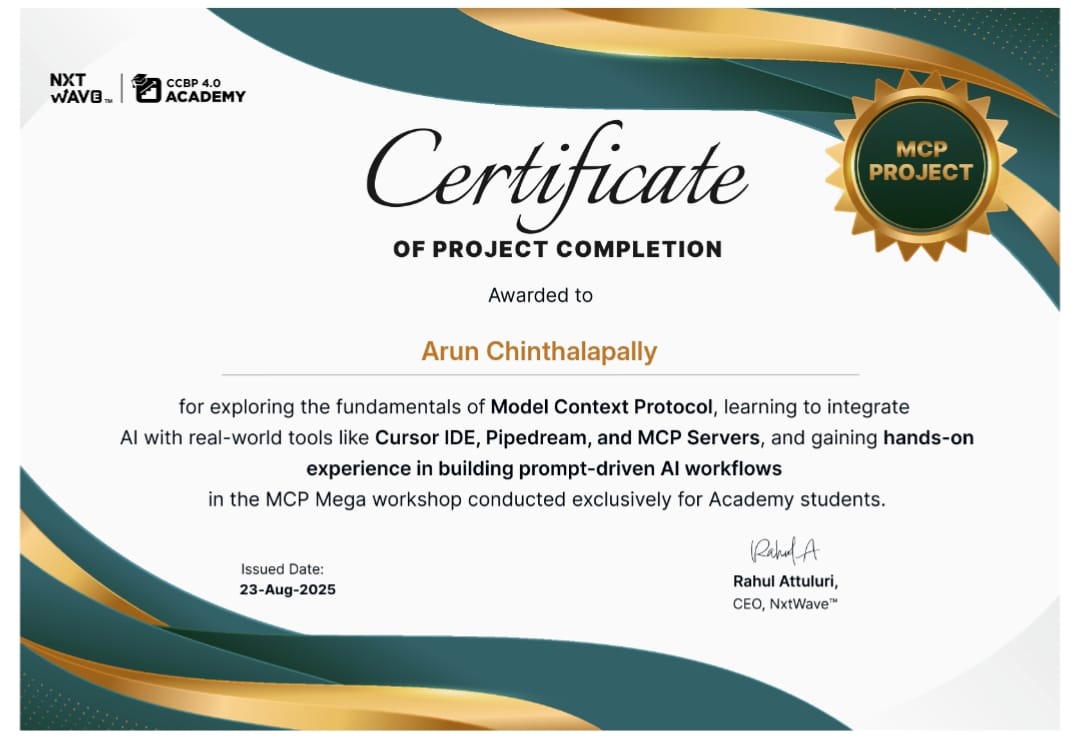 NXT
WAVE™
CCBP 4.0
ACADEMY
MCP
PROJECT
Certificate
OF PROJECT COMPLETION
Awarded to
Arun Chinthalapally
for exploring the fundamentals of Model Context Protocol, learning to integrate
AI with real-world tools like Cursor IDE, Pipedream, and MCP Servers, and gaining hands-on
experience in building prompt-driven AI workflows
in the MCP Mega workshop conducted exclusively for Academy students.
Issued Date:
23-Aug-2025
Rahul A
Rahul Attuluri,
CEO, NxtWave™